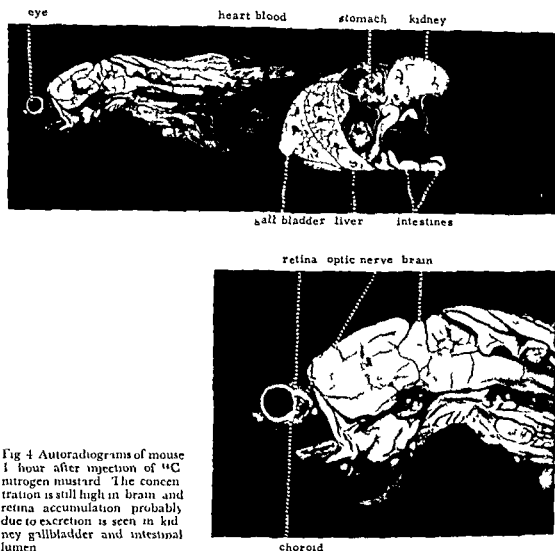 eye
heart blood
stomach kidney
gall bladder liver intestines
retina optic nerve brain
Fig 4 Autoradiograms of mouse
1 hour after injection of ¹⁴C
nitrogen mustard The concen
tration is still high in brain and
retina accumulation probably
due to excretion is seen in kid
ney gallbladder and intestinal
lumen
choroid